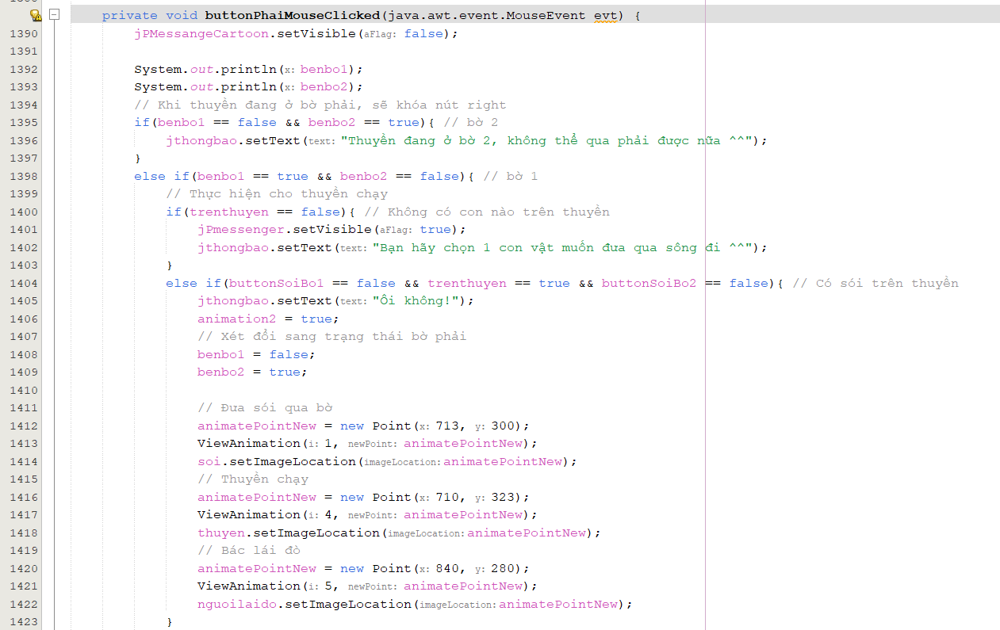 private void buttonPhaiMouseClicked(java.awt.event.MouseEvent evt) {
1390 jPMessangeCartoon.setVisible(aFlag: false);
1391
1392 System.out.println(x: benbo1);
1393 System.out.println(x: benbo2);
1394 // Khi thuyền đang ở bờ phải, sẽ khóa nút right
1395 if(benbo1 == false && benbo2 == true){ // bờ 2
1396 jthongbao.setText(text: "Thuyền đang ở bờ 2, không thể qua phải được nữa ^^");
1397 }
1398 else if(benbo1 == true && benbo2 == false){ // bờ 1
1399 // Thực hiện cho thuyền chạy
1400 if(trenthuyen == false){ // Không có con nào trên thuyền
1401 jPmessenger.setVisible(aFlag: true);
1402 jthongbao.setText(text: "Bạn hãy chọn 1 con vật muốn đưa qua sông đi ^^");
1403 }
1404 else if(buttonSoiBo1 == false && trenthuyen == true && buttonSoiBo2 == false){ // Có sói trên thuyền
1405 jthongbao.setText(text: "Ôi không!");
1406 animation2 = true;
1407 // Xét đổi sang trạng thái bờ phải
1408 benbo1 = false;
1409 benbo2 = true;
1410
1411 // Đưa sói qua bờ
1412 animatePointNew = new Point(x: 713, y: 300);
1413 ViewAnimation(i: 1, newPoint: animatePointNew);
1414 soi.setImageLocation(imageLocation: animatePointNew);
1415 // Thuyền chạy
1416 animatePointNew = new Point(x: 710, y: 323);
1417 ViewAnimation(i: 4, newPoint: animatePointNew);
1418 thuyen.setImageLocation(imageLocation: animatePointNew);
1419 // Bác lái đò
1420 animatePointNew = new Point(x: 840, y: 280);
1421 ViewAnimation(i: 5, newPoint: animatePointNew);
1422 nguoilaido.setImageLocation(imageLocation: animatePointNew);
1423 }